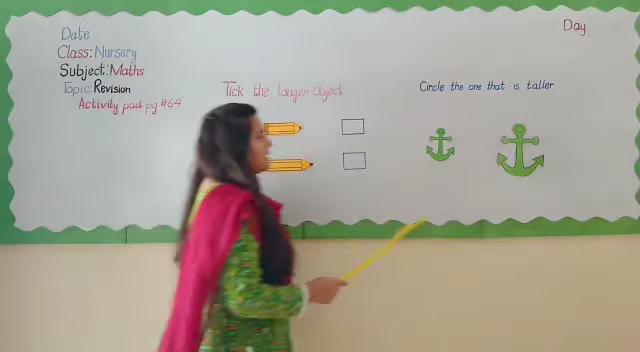 Date
Day
Class: Nursery
Subject: Maths
Topic: Revision
Activity pad pg #64
Tick the longer object
Circle the one that is taller